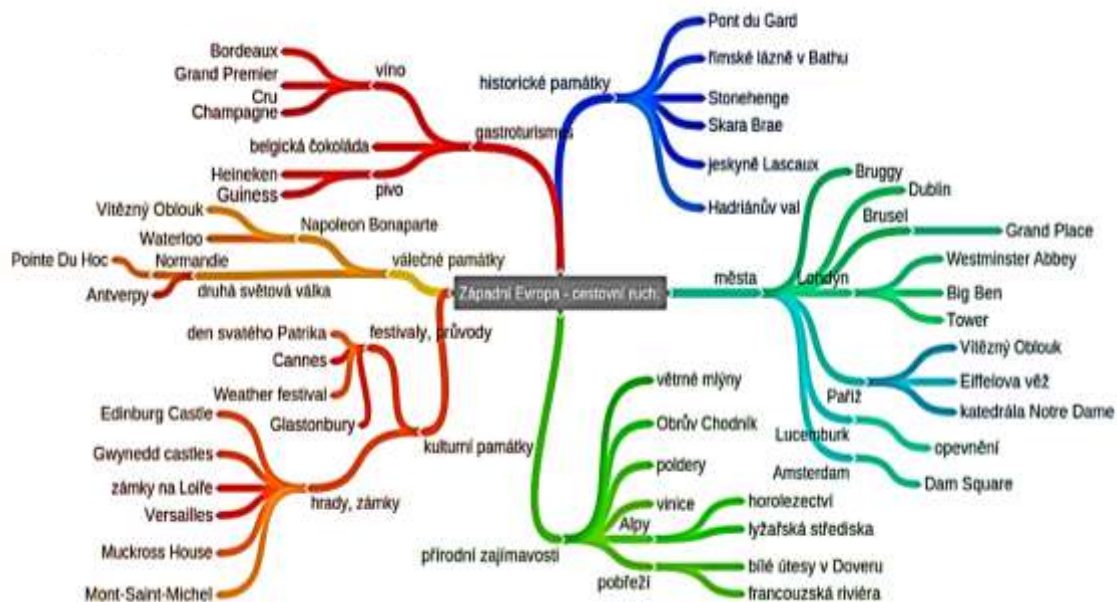 Západní Evropa - cestovní ruch.
historické památky
Pont du Gard
římské lázně v Bathu
Stonehenge
Skara Brae
jeskyně Lascaux
Hadriánův val
města
Bruggy
Dublin
Brusel
Grand Place
Londýn
Westminster Abbey
Big Ben
Tower
Paříž
Vítězný Oblouk
Eiffelova věž
katedrála Notre Dame
Lucemburk
opevnění
Amsterdam
Dam Square
přírodní zajímavosti
větrné mlýny
Obrův Chodník
poldery
vinice
Alpy
horolezectví
lyžařská střediska
pobřeží
bílé útesy v Doveru
francouzská riviéra
gastroturismes
víno
Bordeaux
Grand Premier
Cru
Champagne
belgická čokoláda
pivo
Heineken
Guiness
válečné památky
Napoleon Bonaparte
Vítězný Oblouk
Waterloo
druhá světová válka
Normandie
Pointe Du Hoc
Antverpy
kulturní památky
festivaly, průvody
den svatého Patrika
Cannes
Weather festival
Glastonbury
hrady, zámky
Edinburg Castle
Gwynedd castles
zámky na Loiře
Versailles
Muckross House
Mont-Saint-Michel